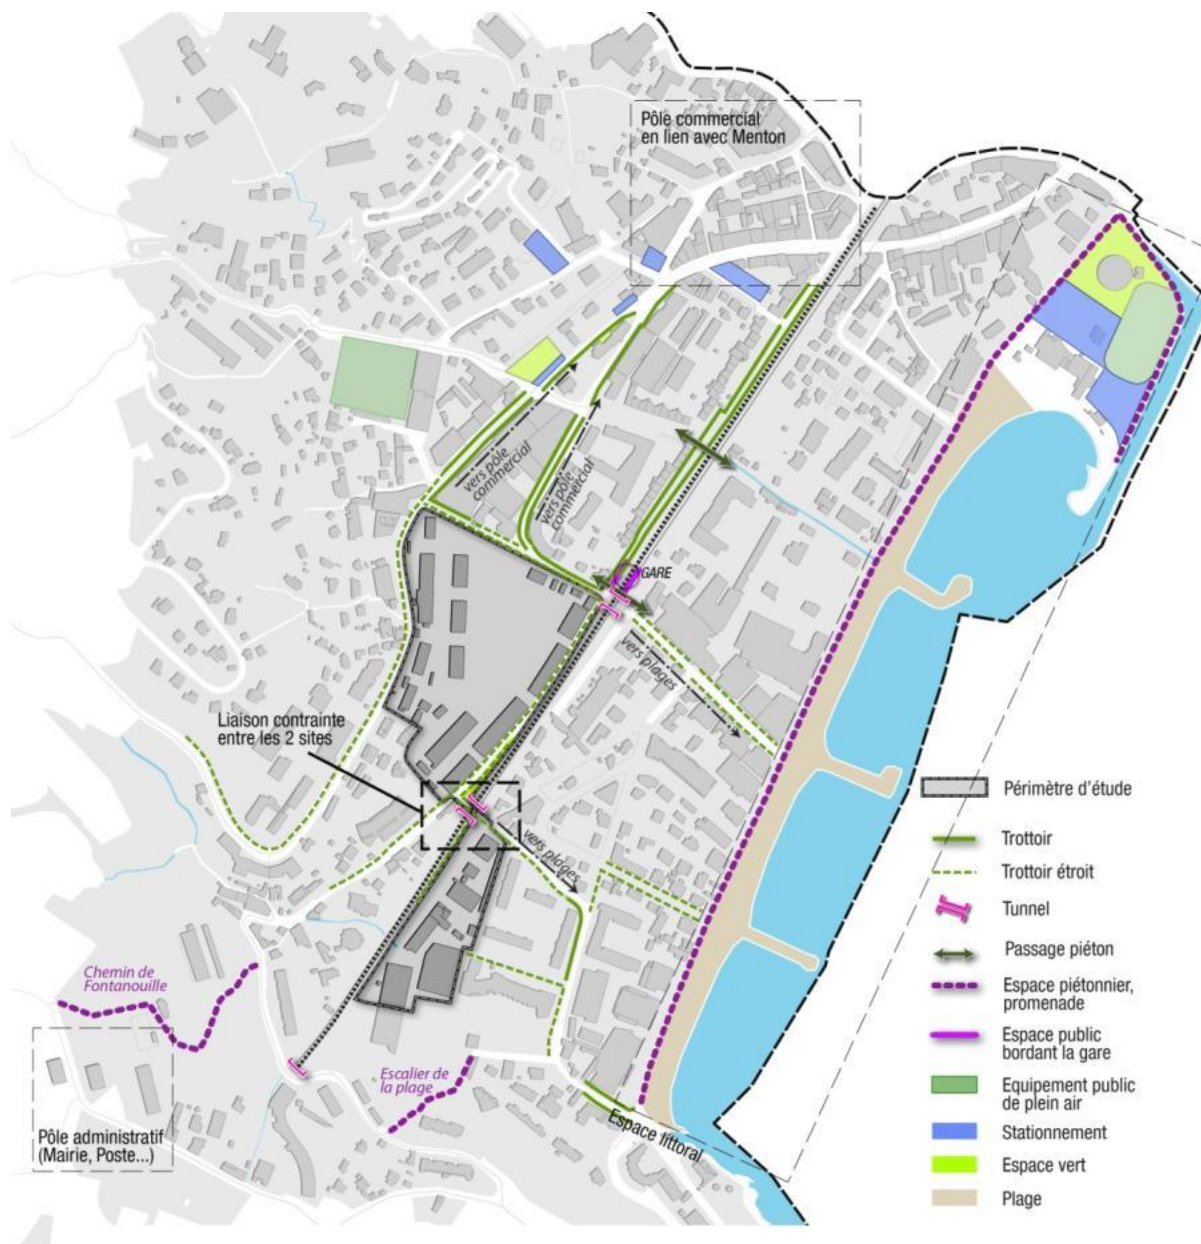 Pôle commercial
en lien avec Menton
vers pôle
commercial
vers pôle
commercial
GARE
vers plages
Liaison contrainte
entre les 2 sites
vers plages
Chemin de
Fontanouille
Escalier de
la plage
Pôle administratif
(Mairie, Poste...)
Espace littoral
Périmètre d'étude
Trottoir
Trottoir étroit
Tunnel
Passage piéton
Espace piétonnier,
promenade
Espace public
bordant la gare
Equipement public
de plein air
Stationnement
Espace vert
Plage